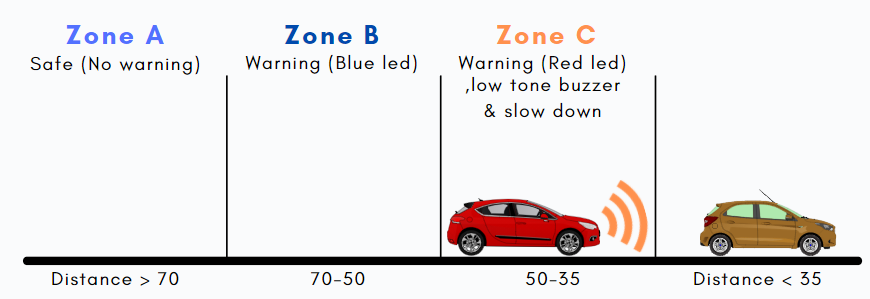 Zone A
Safe (No warning)
Zone B
Warning (Blue led)
Zone C
Warning (Red led)
,low tone buzzer
& slow down
Distance > 70
70-50
50-35
Distance < 35